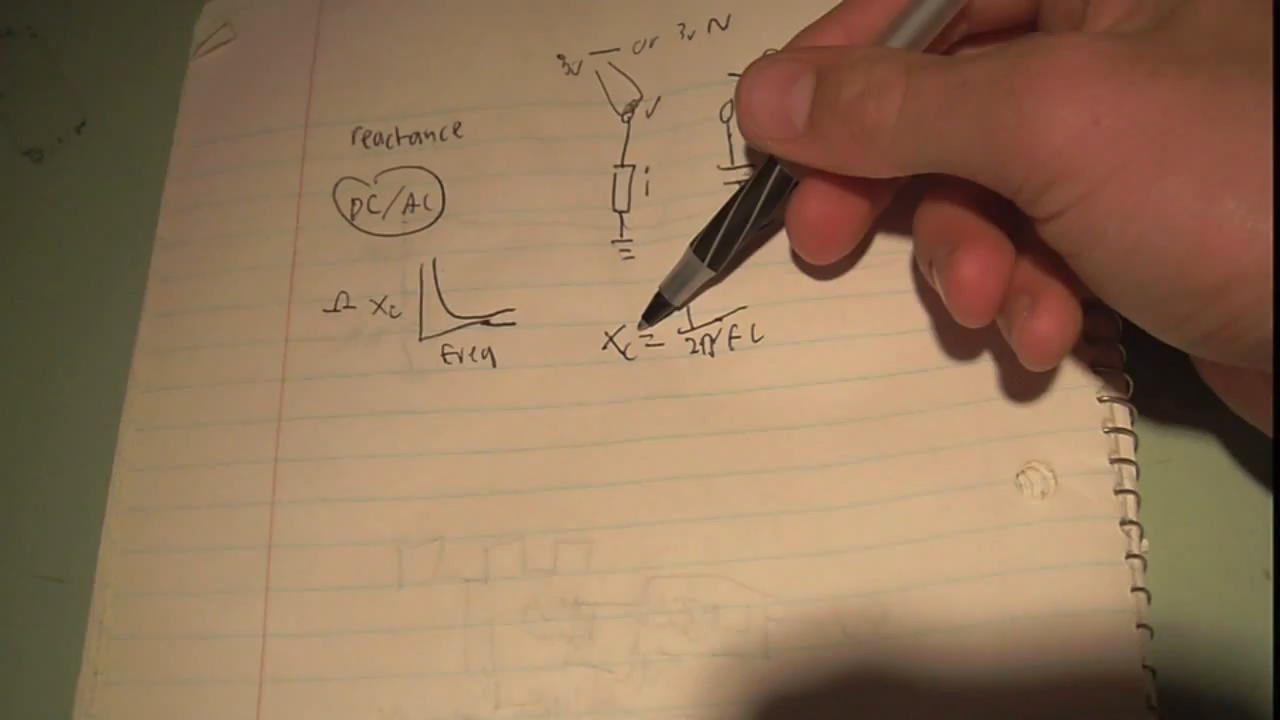 3v or 3v
reactance
DC/AC
V
i
Ω Xc
Freq
Xc = 1
2πFC